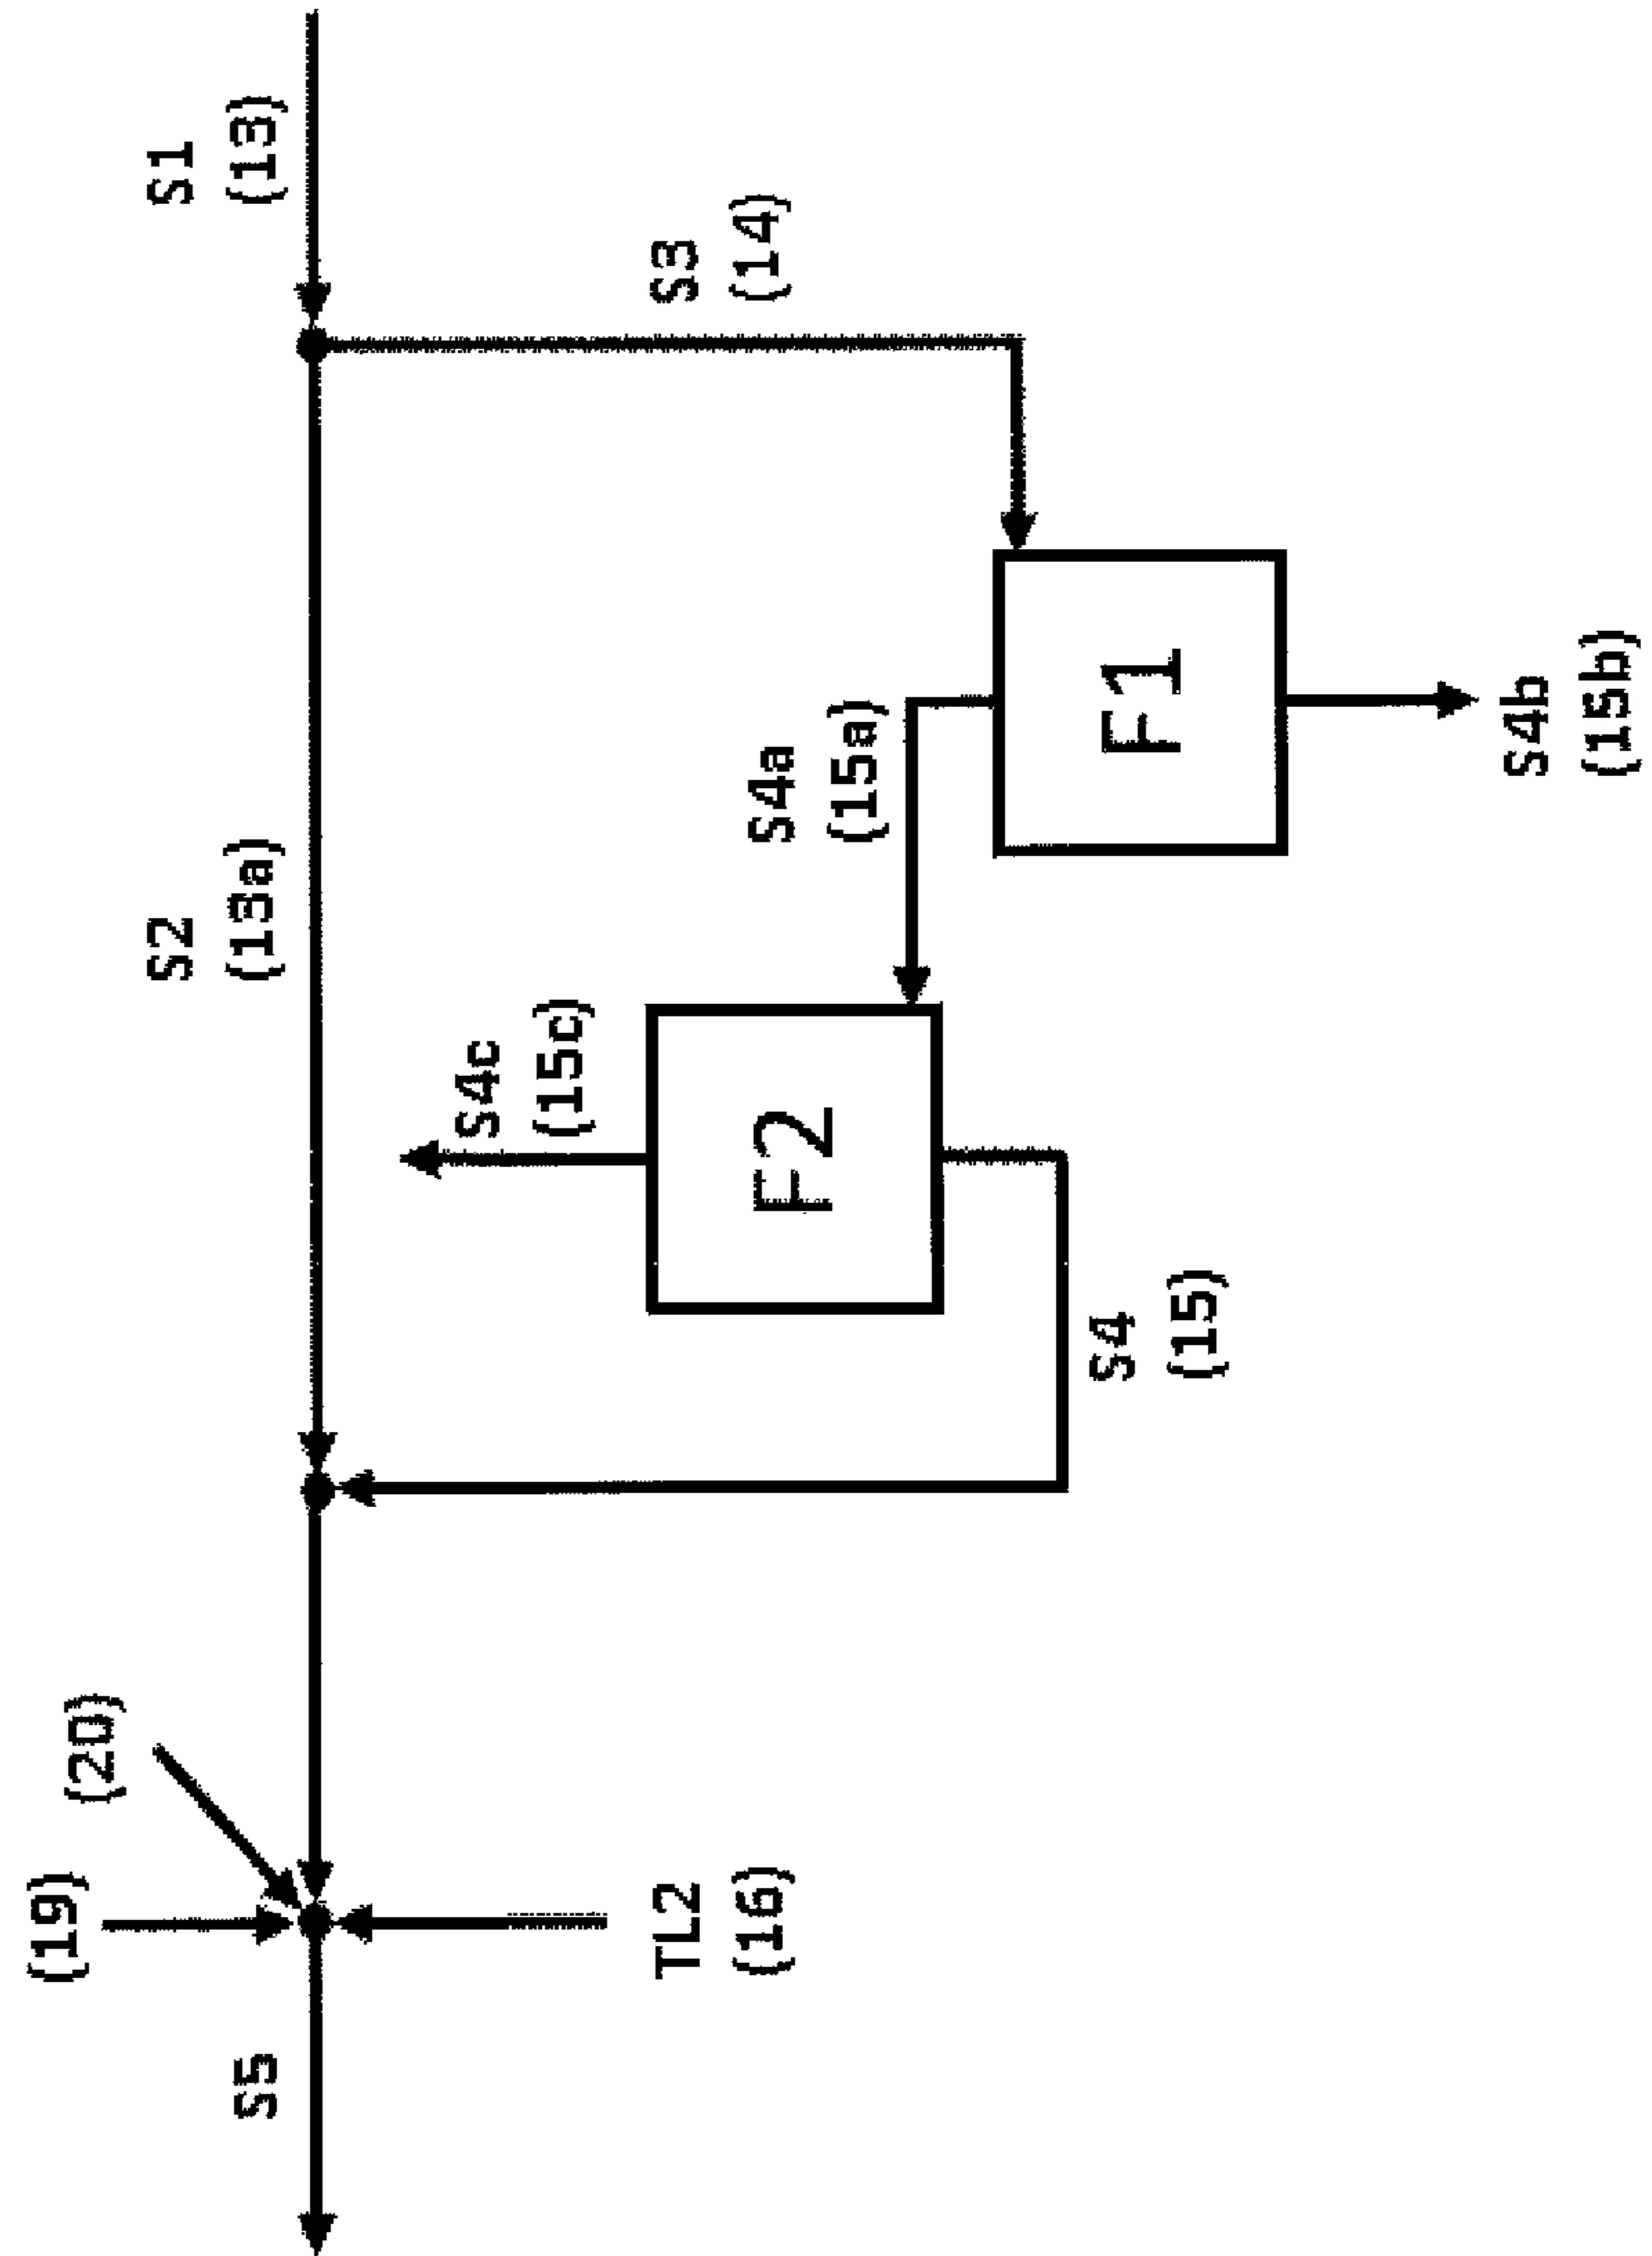 S5
(19)
(20)
TL2
(16)
S2
(13a)
S4c
(15c)
F2
S4
(15)
S4a
(15a)
F1
S4b
(15b)
S1
(13)
S3
(14)